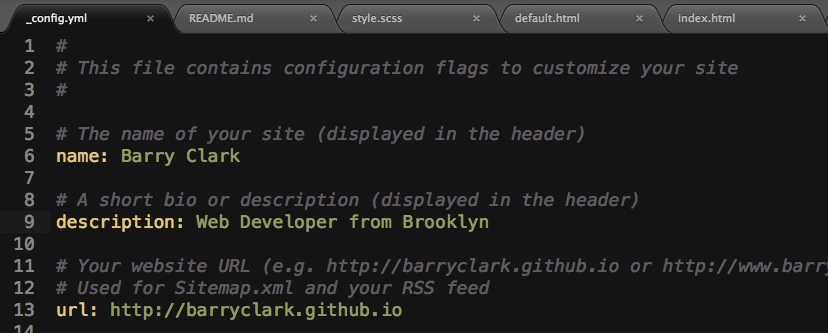 _config.yml × README.md × style.scss × default.html × index.html ×
1 #
2 # This file contains configuration flags to customize your site
3 #
4
5 # The name of your site (displayed in the header)
6 name: Barry Clark
7
8 # A short bio or description (displayed in the header)
9 description: Web Developer from Brooklyn
10
11 # Your website URL (e.g. http://barryclark.github.io or http://www.barry
12 # Used for Sitemap.xml and your RSS feed
13 url: http://barryclark.github.io
14